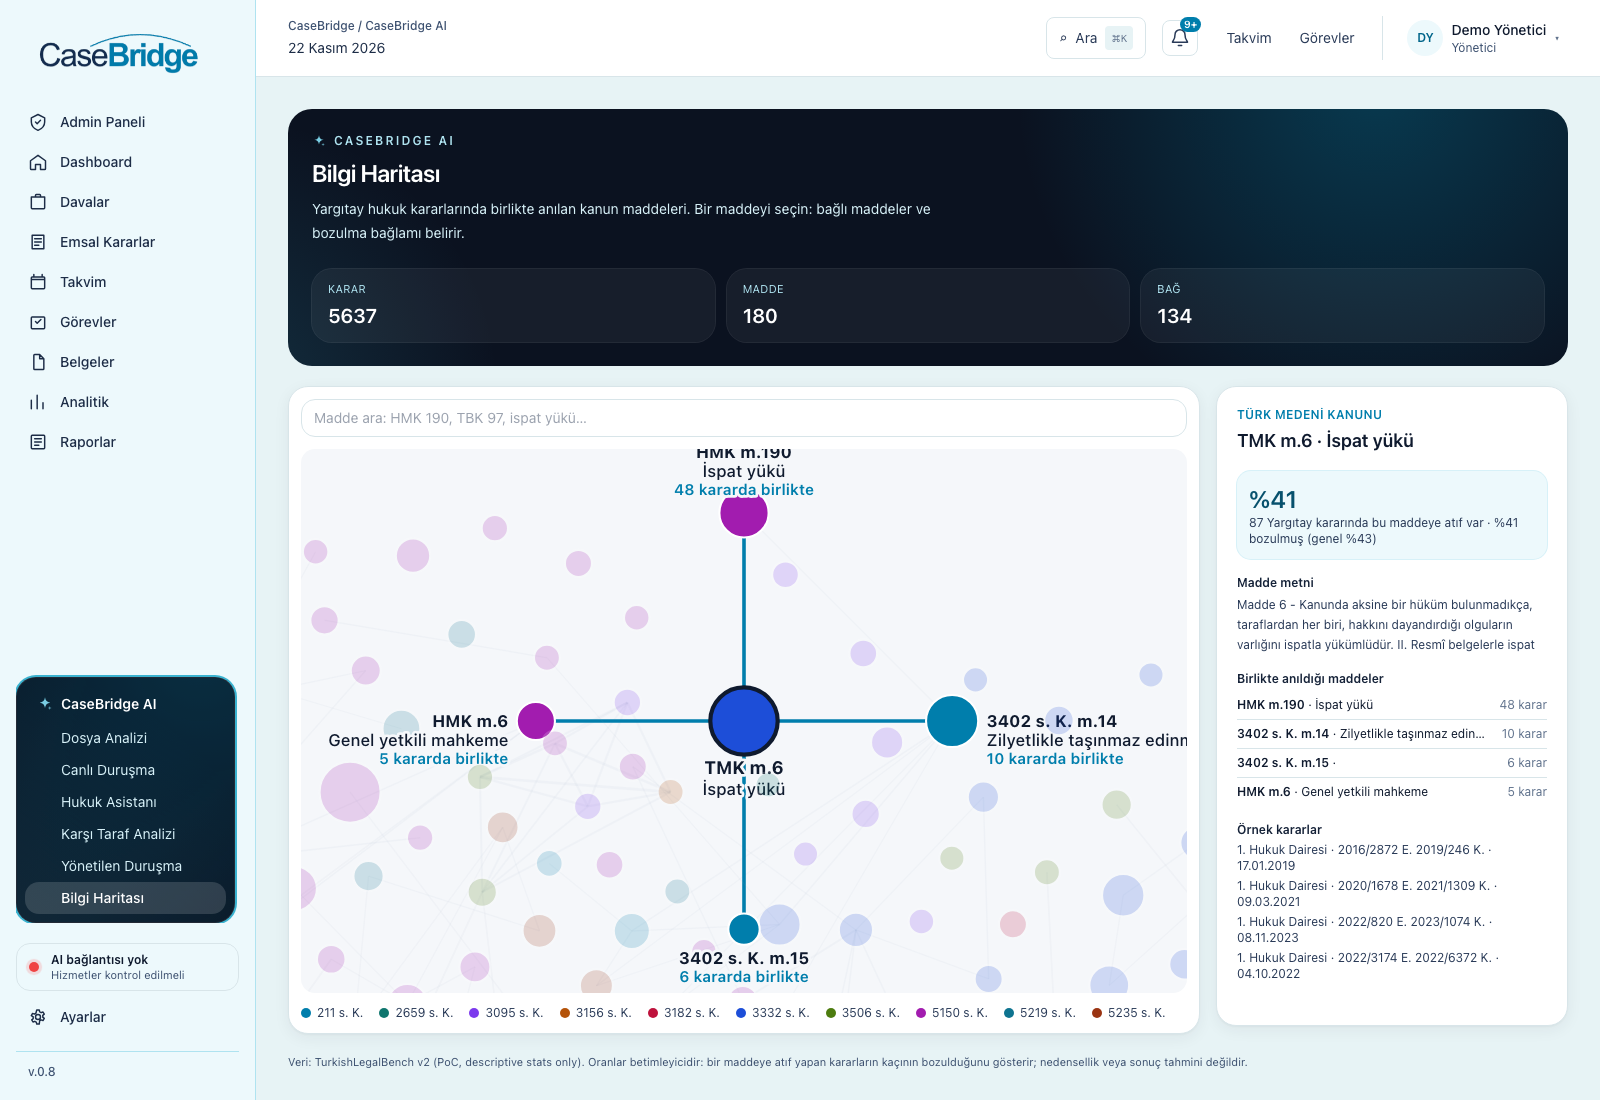 CaseBridge
Admin Paneli
Dashboard
Davalar
Emsal Kararlar
Takvim
Görevler
Belgeler
Analitik
Raporlar
CaseBridge AI
Dosya Analizi
Canlı Duruşma
Hukuk Asistanı
Karşı Taraf Analizi
Yönetilen Duruşma
Bilgi Haritası
AI bağlantısı yok
Hizmetler kontrol edilmeli
Ayarlar
v.0.8
CaseBridge / CaseBridge AI
22 Kasım 2026
Ara ⌘K
9+
Takvim
Görevler
DY
Demo Yönetici
Yönetici
CASEBRIDGE AI
Bilgi Haritası
Yargıtay hukuk kararlarında birlikte anılan kanun maddeleri. Bir maddeyi seçin: bağlı maddeler ve
bozulma bağlamı belirir.
KARAR
5637
MADDE
180
BAĞ
134
Madde ara: HMK 190, TBK 97, ispat yükü...
HMK m.190
İspat yükü
48 kararda birlikte
HMK m.6
Genel yetkili mahkeme
5 kararda birlikte
3402 s. K. m.14
Zilyetlikle taşınmaz edinm
10 kararda birlikte
TMK m.6
İspat yükü
3402 s. K. m.15
6 kararda birlikte
211 s. K.
2659 s. K.
3095 s. K.
3156 s. K.
3182 s. K.
3332 s. K.
3506 s. K.
5150 s. K.
5219 s. K.
5235 s. K.
TÜRK MEDENİ KANUNU
TMK m.6 · İspat yükü
%41
87 Yargıtay kararında bu maddeye atıf var · %41
bozulmuş (genel %43)
Madde metni
Madde 6 - Kanunda aksine bir hüküm bulunmadıkça,
taraflardan her biri, hakkını dayandırdığı olguların
varlığını ispatla yükümlüdür. II. Resmî belgelerle ispat
Birlikte anıldığı maddeler
HMK m.190 · İspat yükü 48 karar
3402 s. K. m.14 · Zilyetlikle taşınmaz edin... 10 karar
3402 s. K. m.15 · 6 karar
HMK m.6 · Genel yetkili mahkeme 5 karar
Örnek kararlar
1. Hukuk Dairesi · 2016/2872 E. 2019/246 K. ·
17.01.2019
1. Hukuk Dairesi · 2020/1678 E. 2021/1309 K. ·
09.03.2021
1. Hukuk Dairesi · 2022/820 E. 2023/1074 K. ·
08.11.2023
1. Hukuk Dairesi · 2022/3174 E. 2022/6372 K. ·
04.10.2022
Veri: TurkishLegalBench v2 (PoC, descriptive stats only). Oranlar betimleyicidir: bir maddeye atıf yapan kararların kaçının bozulduğunu gösterir; nedensellik veya sonuç tahmini değildir.